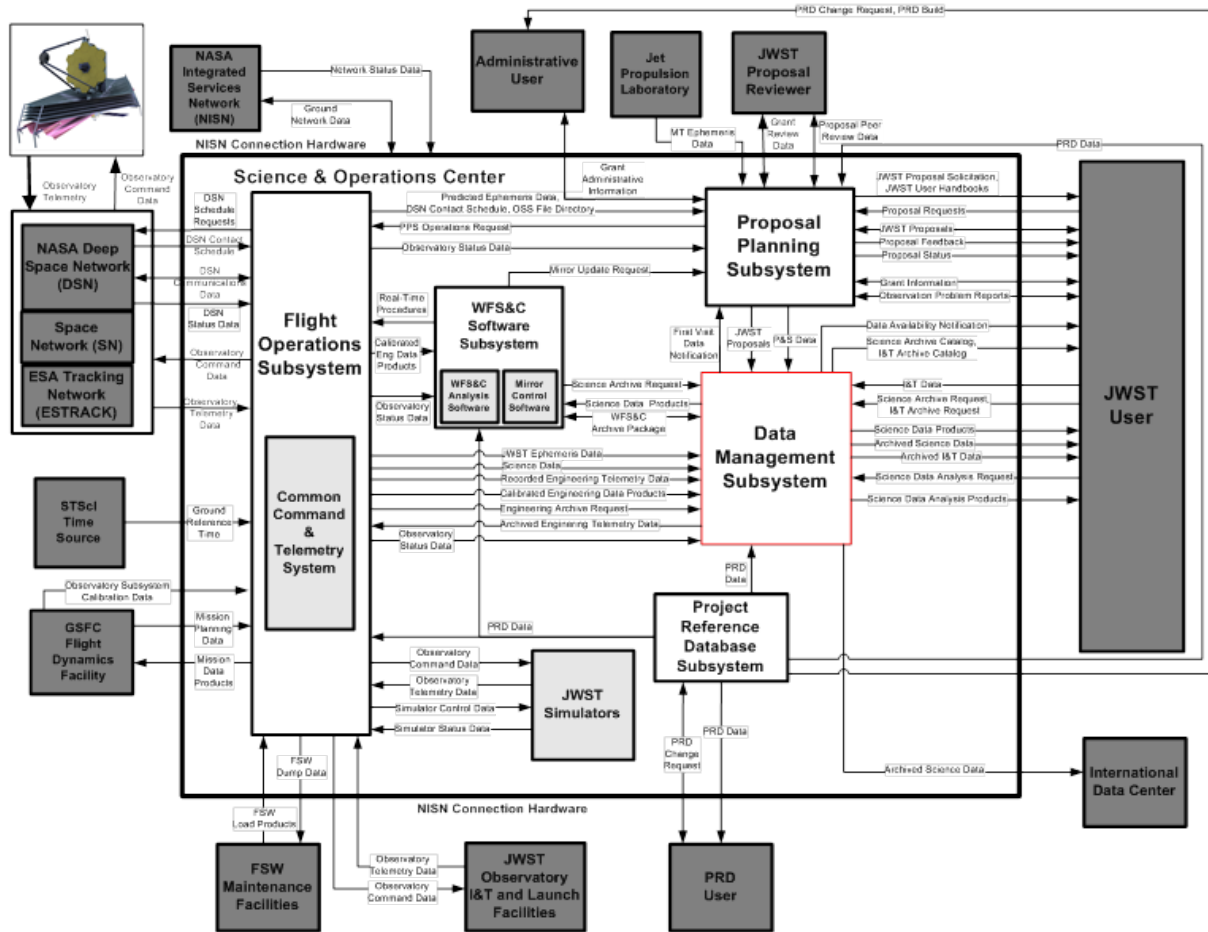 PRD Change Request, PRD Build
NASA
Integrated
Services
Network
(NISN)
Network Status Data
Ground
Network Data
NISN Connection Hardware
Administrative
User
Jet
Propulsion
Laboratory
JWST
Proposal
Reviewer
MT Ephemeris
Data
Grant
Review
Data
Proposal Peer
Review Data
PRD Data
Observatory
Telemetry
Observatory
Command
Data
Science & Operations Center
Grant
Administrative
Information
NASA Deep
Space Network
(DSN)
Space
Network (SN)
ESA Tracking
Network
(ESTRACK)
DSN
Schedule
Requests
DSN Contact
Schedule
DSN
Communications
Data
DSN
Status Data
Observatory
Command
Data
Observatory
Telemetry
Data
Flight
Operations
Subsystem
Common
Command
&
Telemetry
System
Predicted Ephemeris Data,
DSN Contact Schedule, OSS File Directory
PPS Operations Request
Observatory Status Data
Mirror Update Request
Real-Time
Procedures
Calibrated
Eng Data
Products
Observatory
Status Data
WFS&C
Software
Subsystem
WFS&C
Analysis
Software
Mirror
Control
Software
Proposal
Planning
Subsystem
First Visit
Data
Notification
JWST
Proposals
P&S Data
JWST Proposal Solicitation,
JWST User Handbooks
Proposal Requests
JWST Proposals
Proposal Feedback
Proposal Status
Grant Information
Observation Problem Reports
Data Availability Notification
Science Archive Catalog,
I&T Archive Catalog
I&T Data
Science Archive Request,
I&T Archive Request
Science Data Products
Archived Science Data
Archived I&T Data
Science Data Analysis Request
Science Data Analysis Products
JWST
User
Science Archive Request
Science Data Products
WFS&C
Archive Package
Data
Management
Subsystem
JWST Ephemeris Data
Science Data
Recorded Engineering Telemetry Data
Calibrated Engineering Data Products
Engineering Archive Request
Archived Enginering Telemetry Data
Observatory
Status Data
STScI
Time
Source
Ground
Reference
Time
Observatory Subsystem
Calibration Data
GSFC
Flight
Dynamics
Facility
Mission
Planning
Data
Mission
Data
Products
PRD
Data
PRD Data
Project
Reference
Database
Subsystem
Observatory
Command Data
Observatory
Telemetry Data
Simulator Control Data
Simulator Status Data
JWST
Simulators
PRD
Change
Request
PRD Data
FSW
Dump Data
FSW
Load Products
NISN Connection Hardware
Archived Science Data
International
Data Center
FSW
Maintenance
Facilities
Observatory
Telemetry Data
Observatory
Command Data
JWST
Observatory
I&T and Launch
Facilities
PRD
User